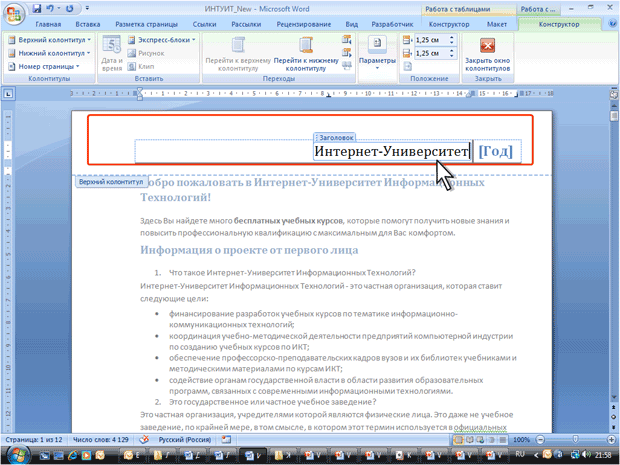 ИНТУИТ_New - Microsoft Word
Работа с таблицами
Работа с ...
Главная Вставка Разметка страницы Ссылки Рассылки Рецензирование Вид Разработчик Конструктор Макет Конструктор
Верхний колонтитул
Нижний колонтитул
Номер страницы
Колонтитулы
Дата и время
Экспресс-блоки
Рисунок
Клип
Вставить
Перейти к верхнему колонтитулу
Перейти к нижнему колонтитулу
Переходы
Параметры
1,25 см
1,25 см
Положение
Закрыть окно колонтитулов
Закрыть
Заголовок
Интернет-Университет [Год]
Верхний колонтитул
Добро пожаловать в Интернет-Университет Информационных
Технологий!
Здесь Вы найдете много бесплатных учебных курсов, которые помогут получить новые знания и
повысить профессиональную квалификацию с максимальным для Вас комфортом.
Информация о проекте от первого лица
1. Что такое Интернет-Университет Информационных Технологий?
Интернет-Университет Информационных Технологий - это частная организация, которая ставит
следующие цели:
• финансирование разработок учебных курсов по тематике информационно-
коммуникационных технологий;
• координация учебно-методической деятельности предприятий компьютерной индустрии
по созданию учебных курсов по ИКТ;
• обеспечение профессорско-преподавательских кадров вузов и их библиотек учебниками и
методическими материалами по курсам ИКТ;
• содействие органам государственной власти в области развития образовательных
программ, связанных с современными информационными технологиями.
2. Это государственное или частное учебное заведение?
Это частная организация, учредителями которой являются физические лица. Это даже не учебное
заведение, по крайней мере, в том смысле, в котором этот термин используется в официальных
Страница: 1 из 12 Число слов: 4 129 Русский (Россия) 100%
RU 21:58